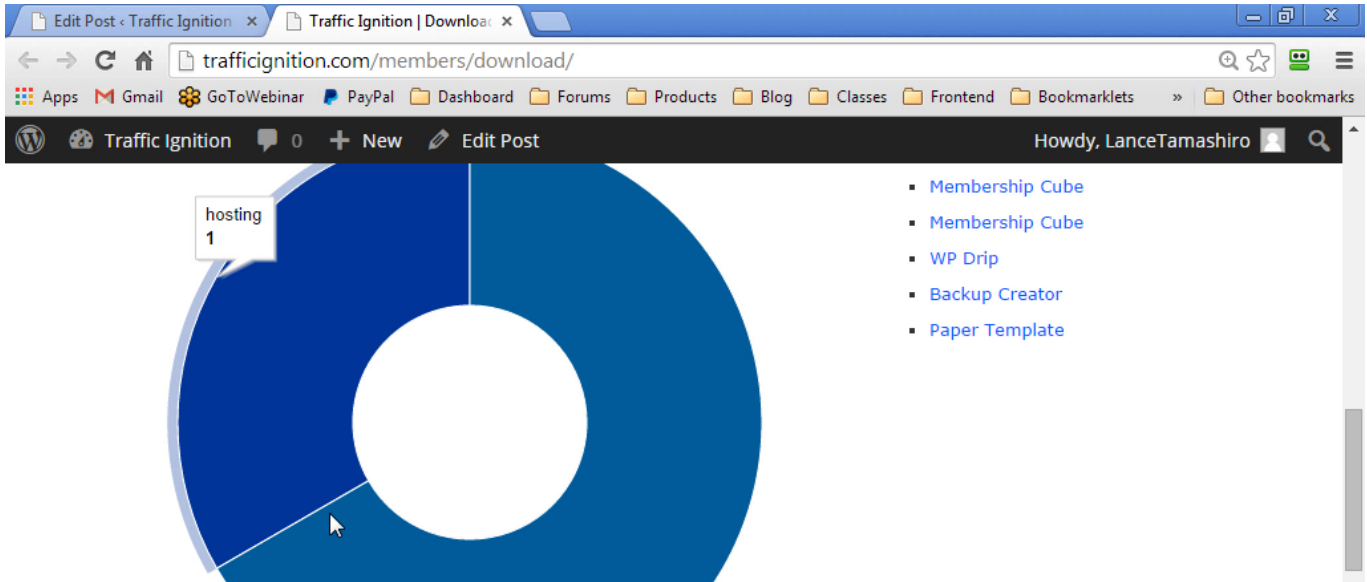 Edit Post ‹ Traffic Ignition
Traffic Ignition | Downloac
trafficignition.com/members/download/
Apps Gmail GoToWebinar PayPal Dashboard Forums Products Blog Classes Frontend Bookmarklets » Other bookmarks
Traffic Ignition 0 + New Edit Post Howdy, LanceTamashiro
hosting
1
Membership Cube
Membership Cube
WP Drip
Backup Creator
Paper Template